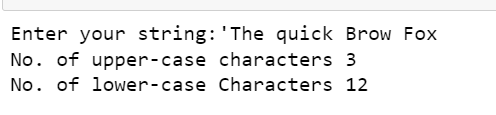 Enter your string:'The quick Brow Fox
No. of upper-case characters 3
No. of lower-case Characters 12